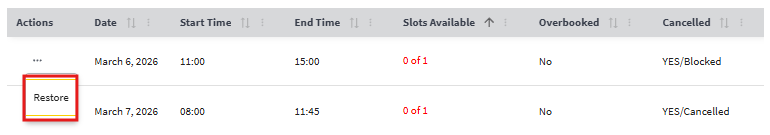 Actions Date Start Time End Time Slots Available Overbooked Cancelled
... March 6, 2026 11:00 15:00 0 of 1 No YES/Blocked
Restore
March 7, 2026 08:00 11:45 0 of 1 No YES/Cancelled